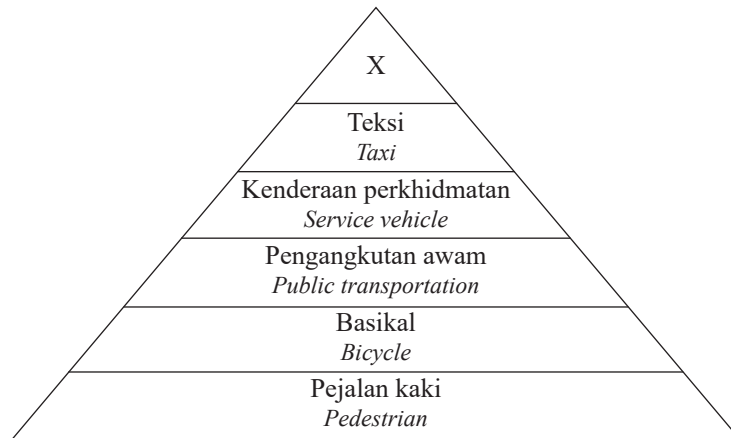 X
Teksi
Taxi
Kenderaan perkhidmatan
Service vehicle
Pengangkutan awam
Public transportation
Basikal
Bicycle
Pejalan kaki
Pedestrian